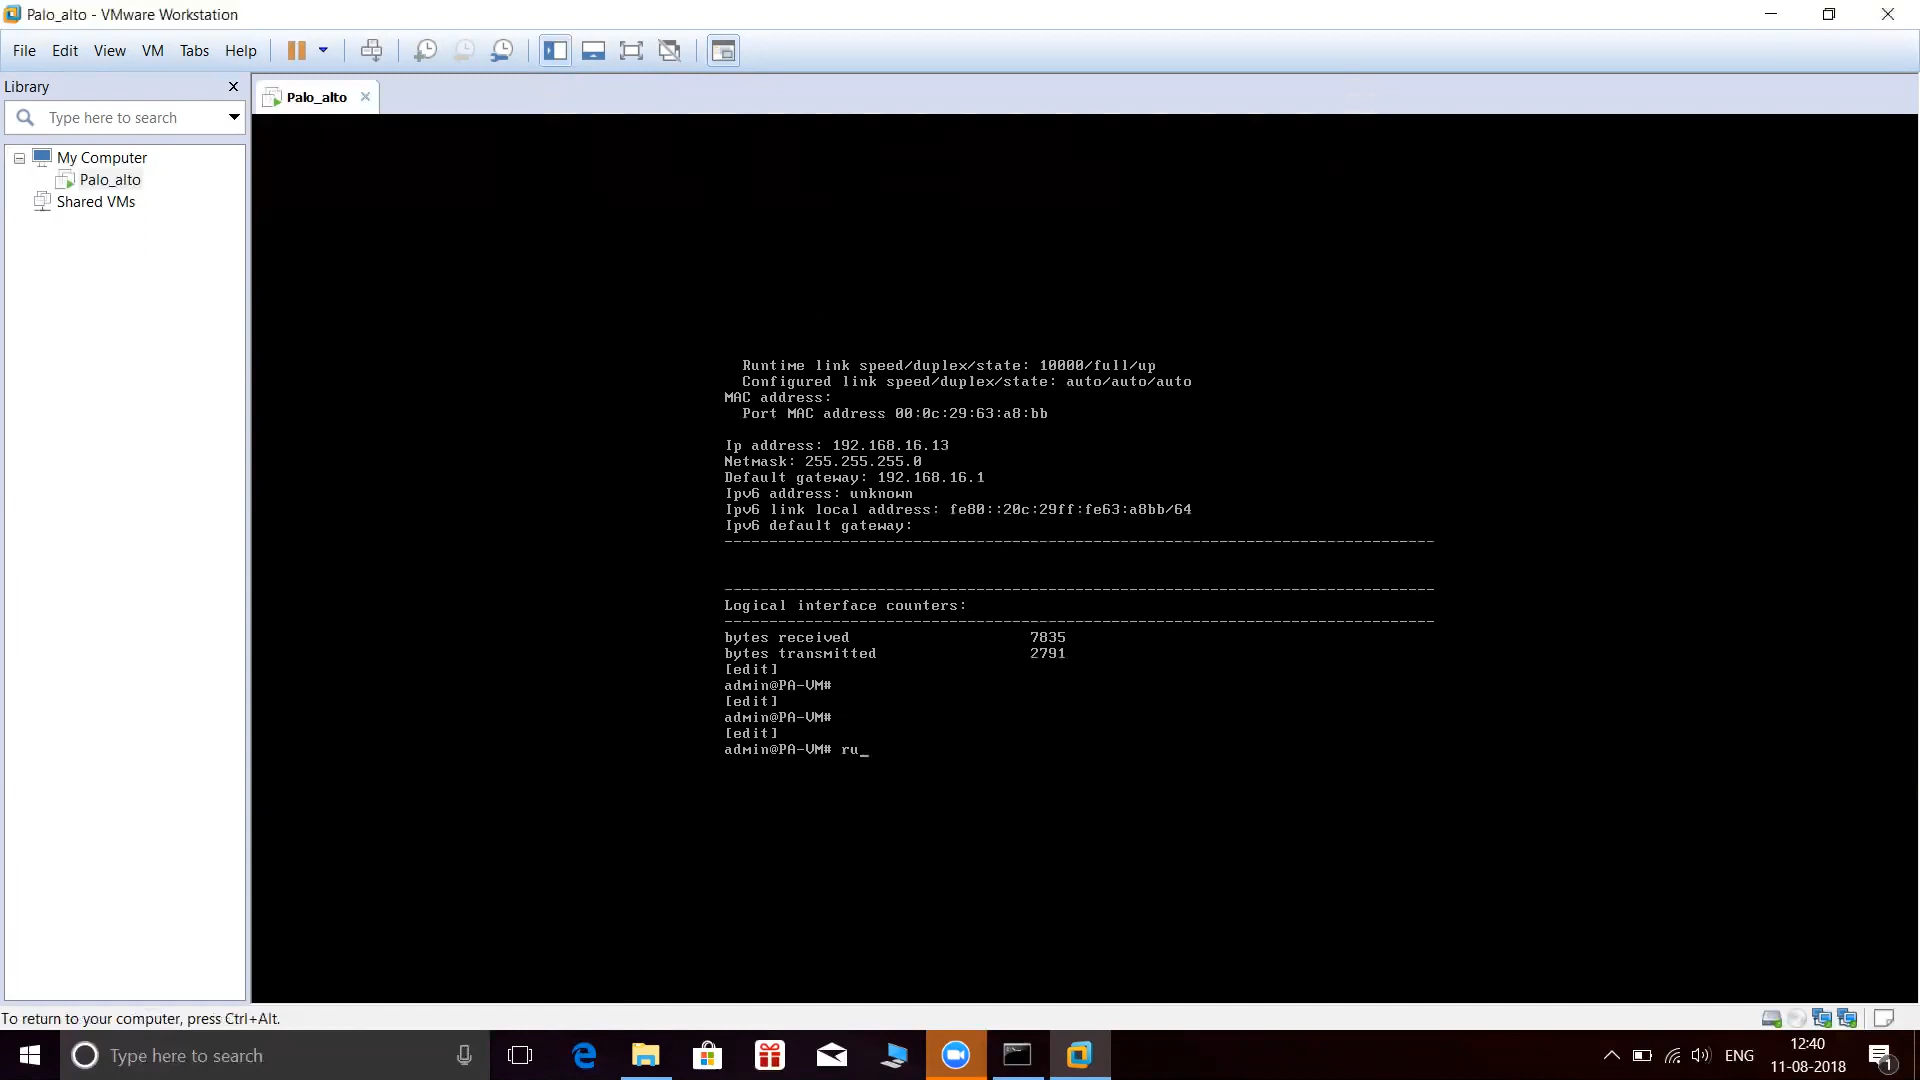 Palo_alto - VMware Workstation
File Edit View VM Tabs Help
Library
Type here to search
My Computer
Palo_alto
Shared VMs
Palo_alto
Runtime link speed/duplex/state: 10000/full/up
Configured link speed/duplex/state: auto/auto/auto
MAC address:
Port MAC address 00:0c:29:63:a8:bb
Ip address: 192.168.16.13
Netmask: 255.255.255.0
Default gateway: 192.168.16.1
Ipv6 address: unknown
Ipv6 link local address: fe80::20c:29ff:fe63:a8bb/64
Ipv6 default gateway:
-------------------------------------------------------------------------------
-------------------------------------------------------------------------------
Logical interface counters:
-------------------------------------------------------------------------------
bytes received 7835
bytes transmitted 2791
[edit]
admin@PA-VM#
[edit]
admin@PA-VM#
[edit]
admin@PA-VM# ru_
To return to your computer, press Ctrl+Alt.
Type here to search
ENG
12:40
11-08-2018
1